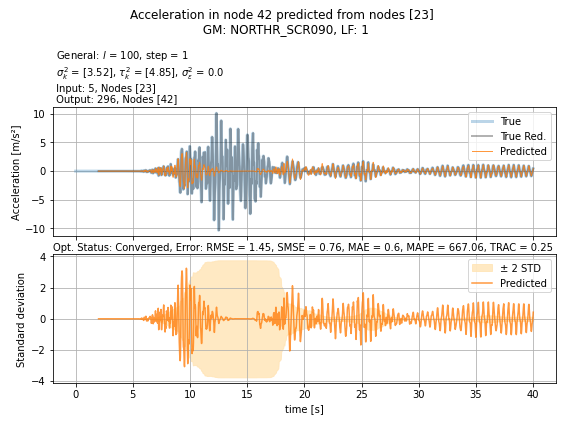 Acceleration in node 42 predicted from nodes [23]
GM: NORTHR_SCR090, LF: 1
General: l = 100, step = 1
σ²ₖ = [3.52], τ²ₖ = [4.85], σ²ε = 0.0
Input: 5, Nodes [23]
Output: 296, Nodes [42]
Acceleration [m/s²]
10
5
0
−5
−10
True
True Red.
Predicted
Opt. Status: Converged, Error: RMSE = 1.45, SMSE = 0.76, MAE = 0.6, MAPE = 667.06, TRAC = 0.25
Standard deviation
4
2
0
−2
−4
± 2 STD
Predicted
0 5 10 15 20 25 30 35 40
time [s]